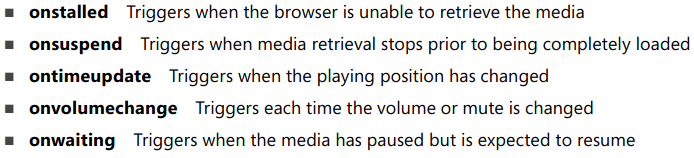 ■ onstalled Triggers when the browser is unable to retrieve the media
■ onsuspend Triggers when media retrieval stops prior to being completely loaded
■ ontimeupdate Triggers when the playing position has changed
■ onvolumechange Triggers each time the volume or mute is changed
■ onwaiting Triggers when the media has paused but is expected to resume